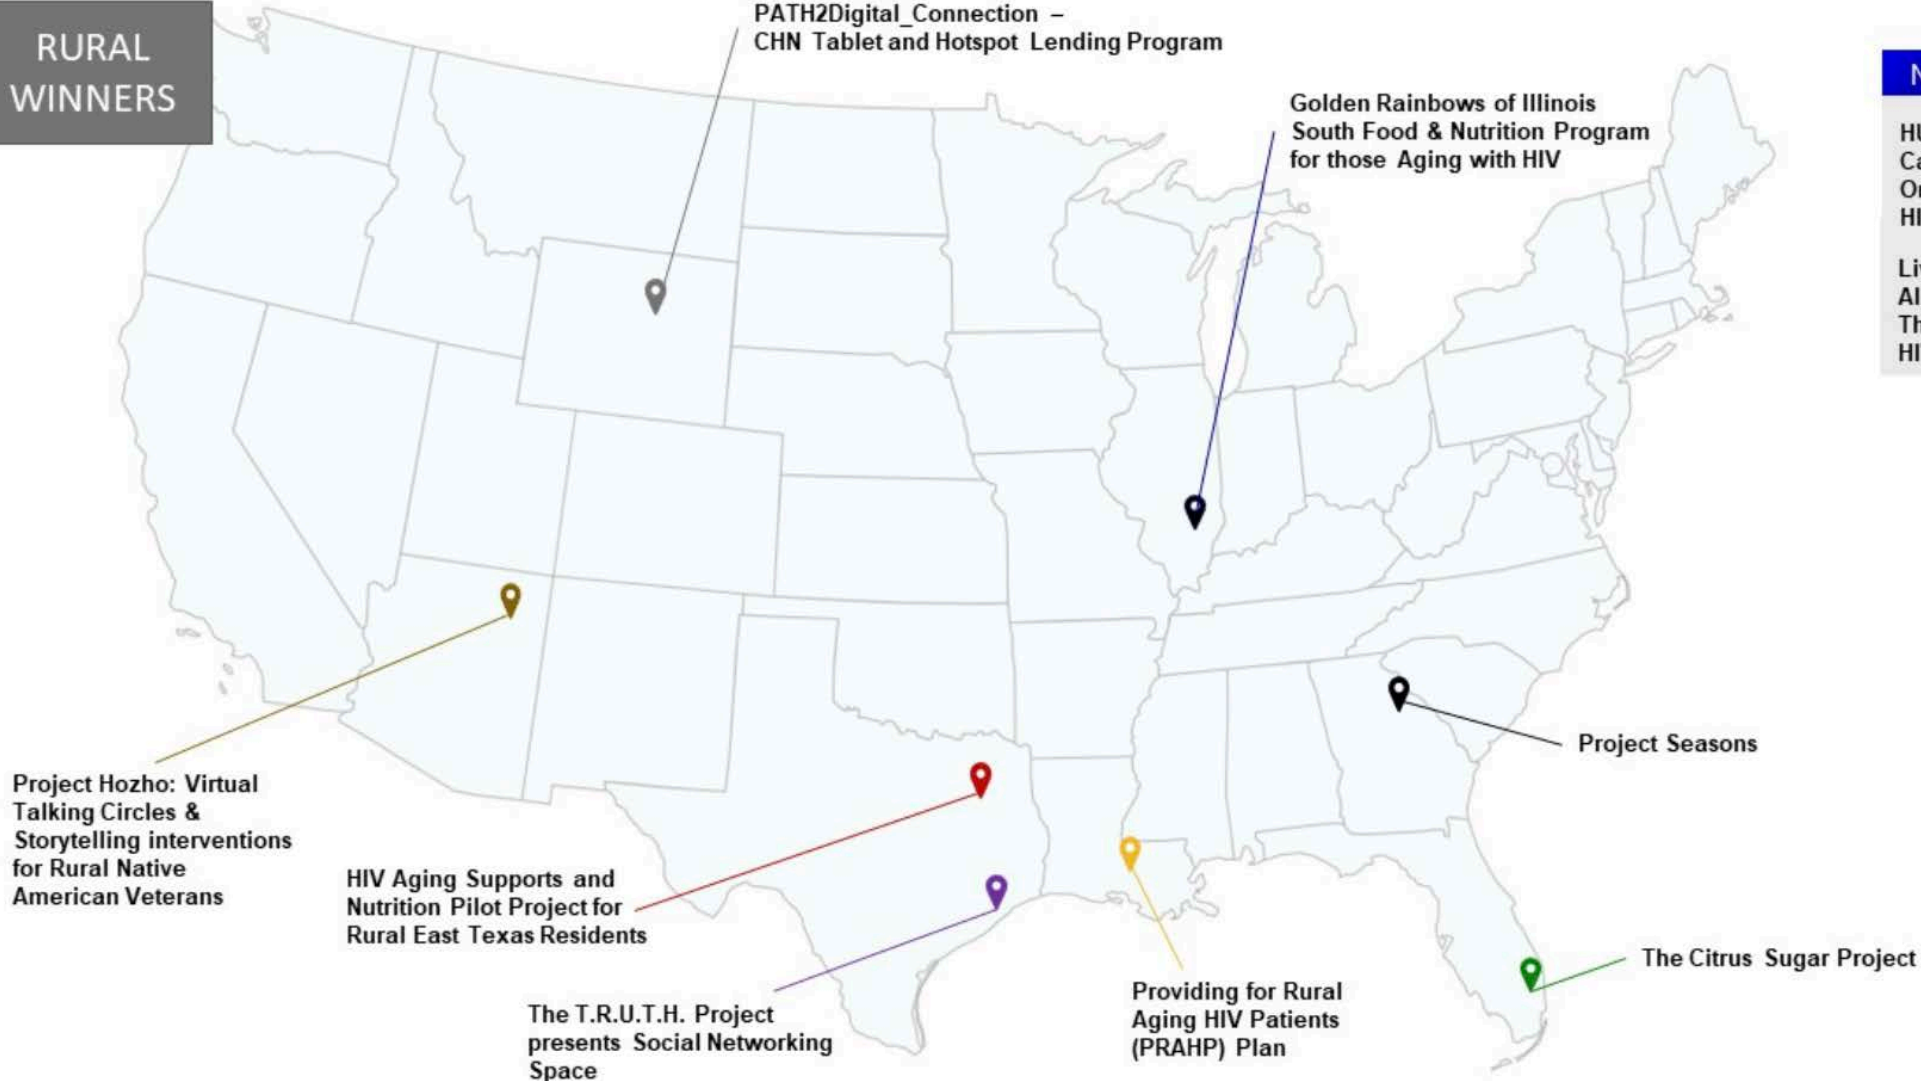 RURAL
WINNERS
PATH2Digital_Connection –
CHN Tablet and Hotspot Lending Program
Golden Rainbows of Illinois
South Food & Nutrition Program
for those Aging with HIV
Project Seasons
Project Hozho: Virtual
Talking Circles &
Storytelling interventions
for Rural Native
American Veterans
HIV Aging Supports and
Nutrition Pilot Project for
Rural East Texas Residents
The T.R.U.T.H. Project
presents Social Networking
Space
Providing for Rural
Aging HIV Patients
(PRAHP) Plan
The Citrus Sugar Project